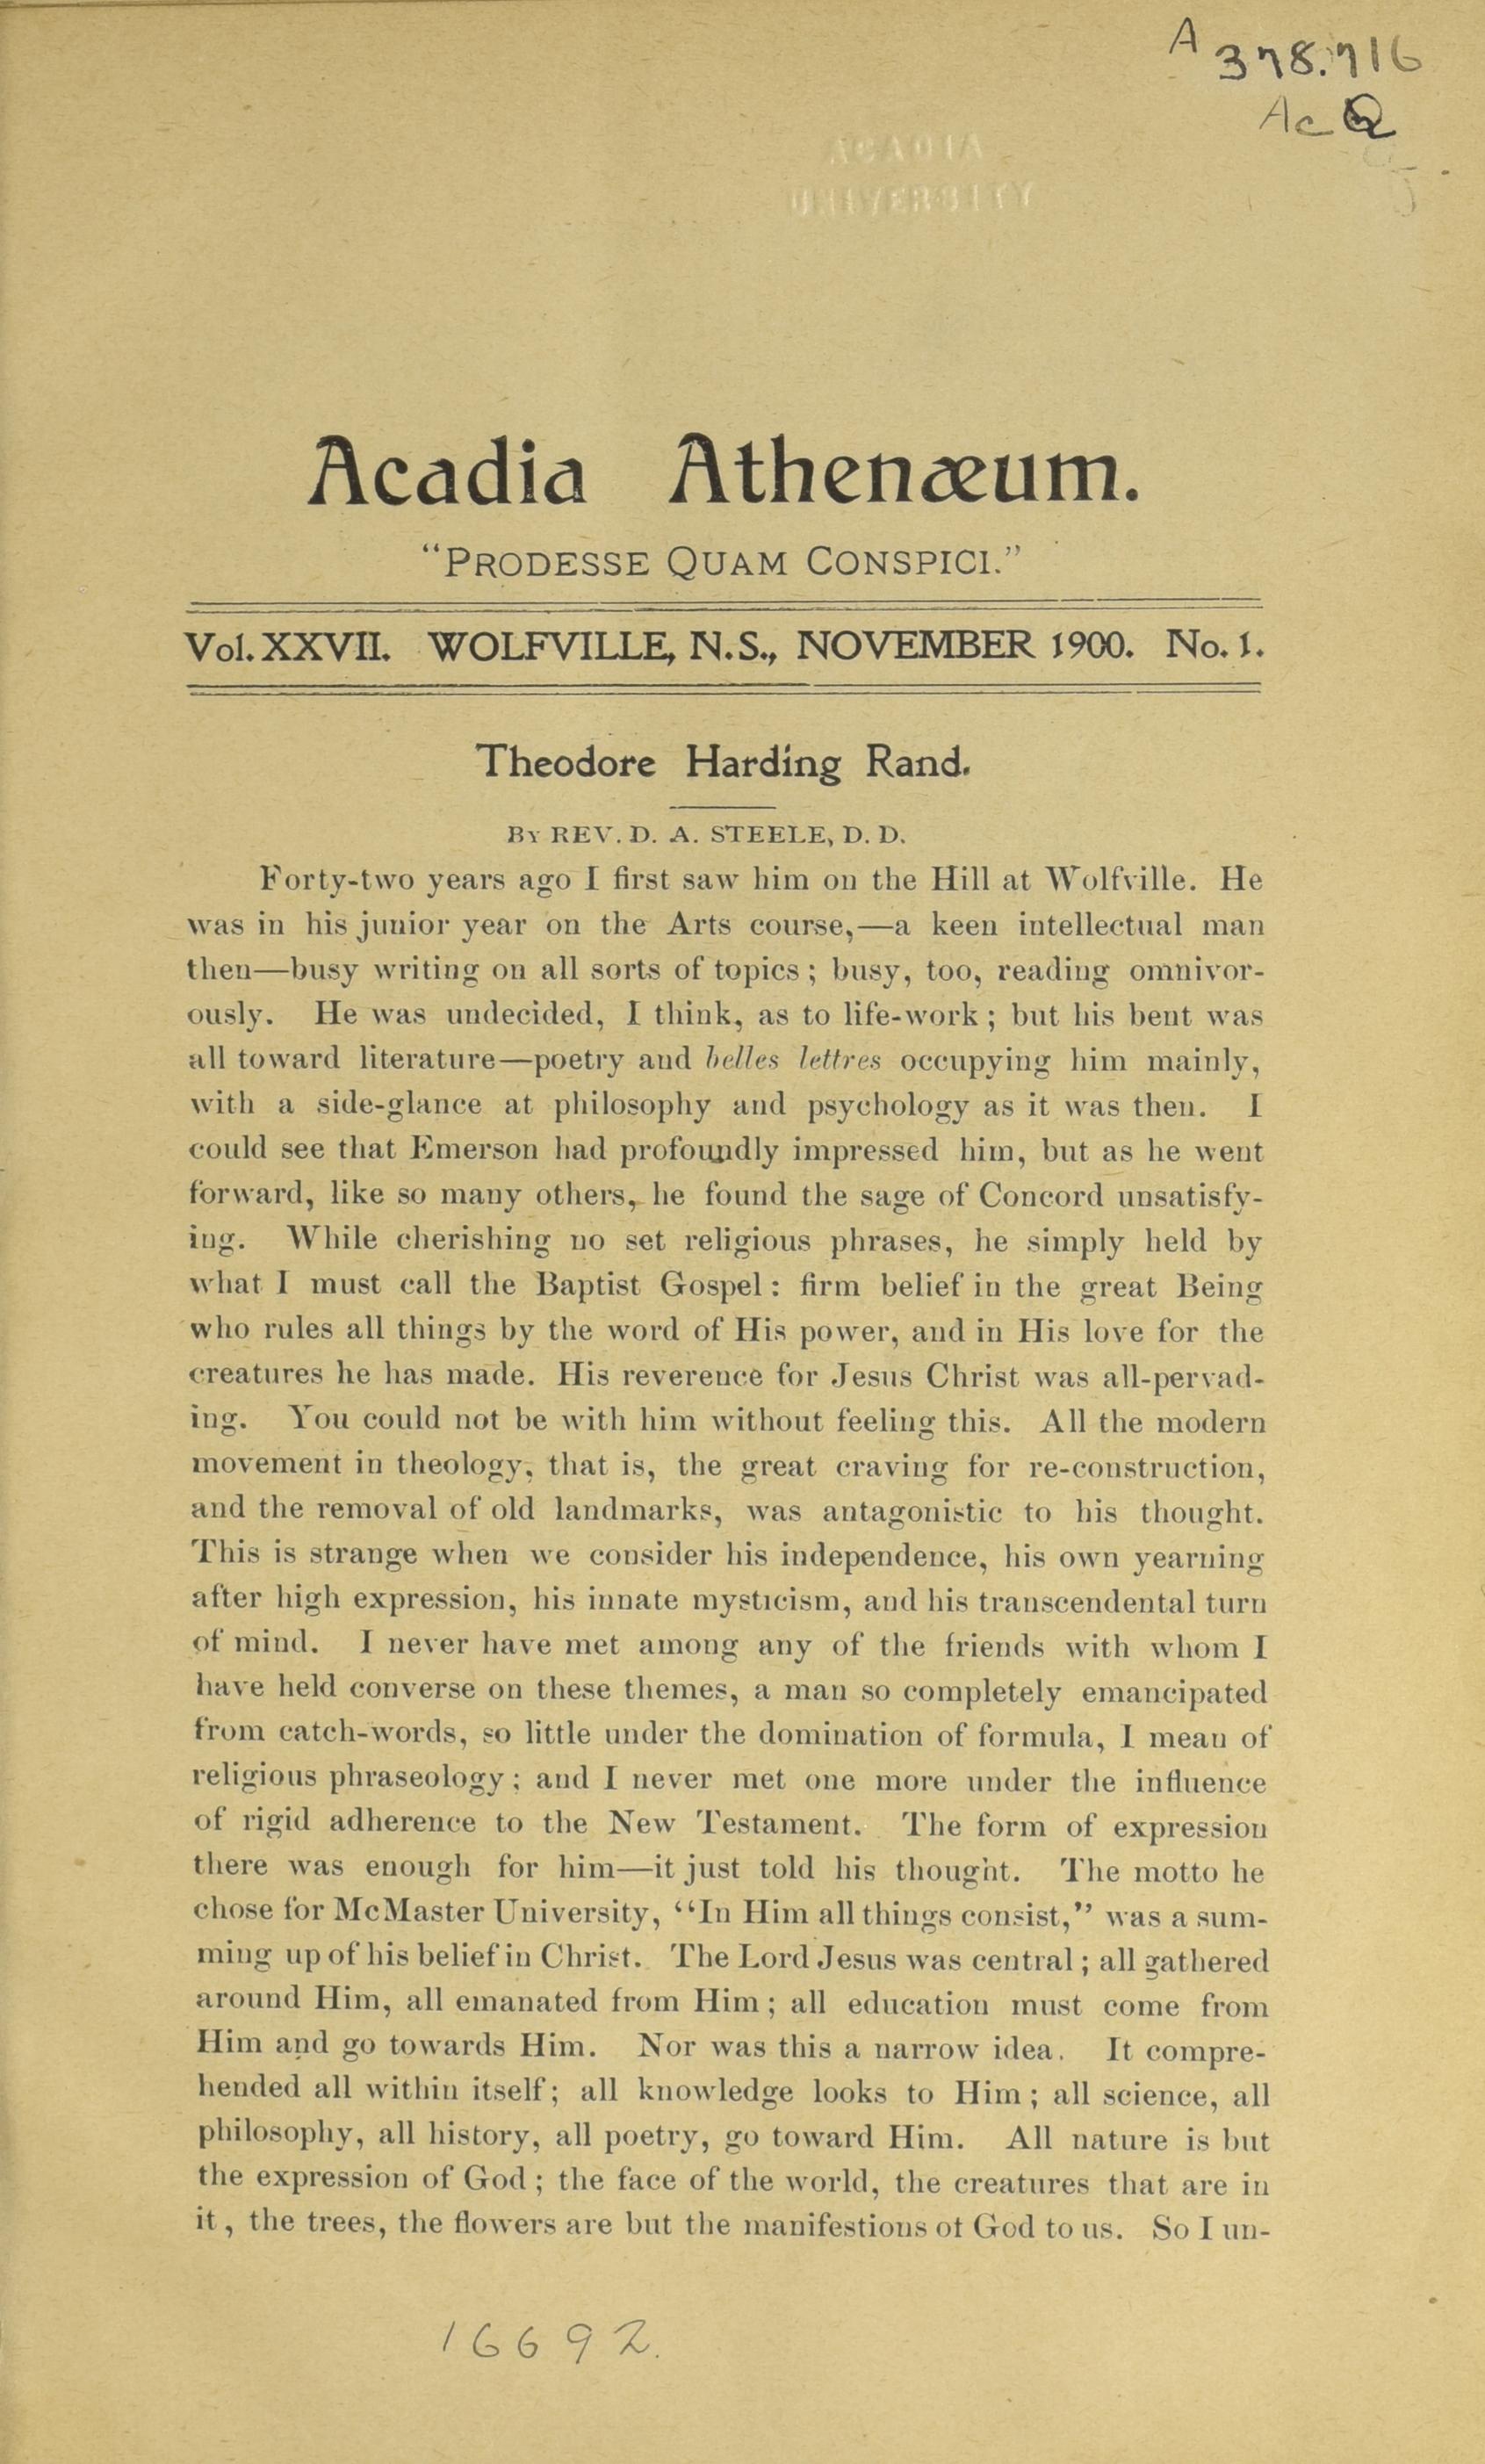 A 378.716
Ac
ACADIA
UNIVERSITY
Acadia Athenæum.
“PRODESSE QUAM CONSPICI.”
Vol. XXVII. WOLFVILLE, N.S., NOVEMBER 1900. No. 1.
Theodore Harding Rand.
BY REV. D. A. STEELE, D. D.
Forty-two years ago I first saw him on the Hill at Wolfville. He
was in his junior year on the Arts course,—a keen intellectual man
then—busy writing on all sorts of topics; busy, too, reading omnivor-
ously. He was undecided, I think, as to life-work; but his bent was
all toward literature—poetry and belles lettres occupying him mainly,
with a side-glance at philosophy and psychology as it was then. I
could see that Emerson had profoundly impressed him, but as he went
forward, like so many others, he found the sage of Concord unsatisfy-
ing. While cherishing no set religious phrases, he simply held by
what I must call the Baptist Gospel: firm belief in the great Being
who rules all things by the word of His power, and in His love for the
creatures he has made. His reverence for Jesus Christ was all-pervad-
ing. You could not be with him without feeling this. All the modern
movement in theology, that is, the great craving for re-construction,
and the removal of old landmarks, was antagonistic to his thought.
This is strange when we consider his independence, his own yearning
after high expression, his innate mysticism, and his transcendental turn
of mind. I never have met among any of the friends with whom I
have held converse on these themes, a man so completely emancipated
from catch-words, so little under the domination of formula, I mean of
religious phraseology; and I never met one more under the influence
of rigid adherence to the New Testament. The form of expression
there was enough for him—it just told his thought. The motto he
chose for McMaster University, “In Him all things consist,” was a sum-
ming up of his belief in Christ. The Lord Jesus was central; all gathered
around Him, all emanated from Him; all education must come from
Him and go towards Him. Nor was this a narrow idea. It compre-
hended all within itself; all knowledge looks to Him; all science, all
philosophy, all history, all poetry, go toward Him. All nature is but
the expression of God; the face of the world, the creatures that are in
it, the trees, the flowers are but the manifestions of God to us. So I un-
16692.